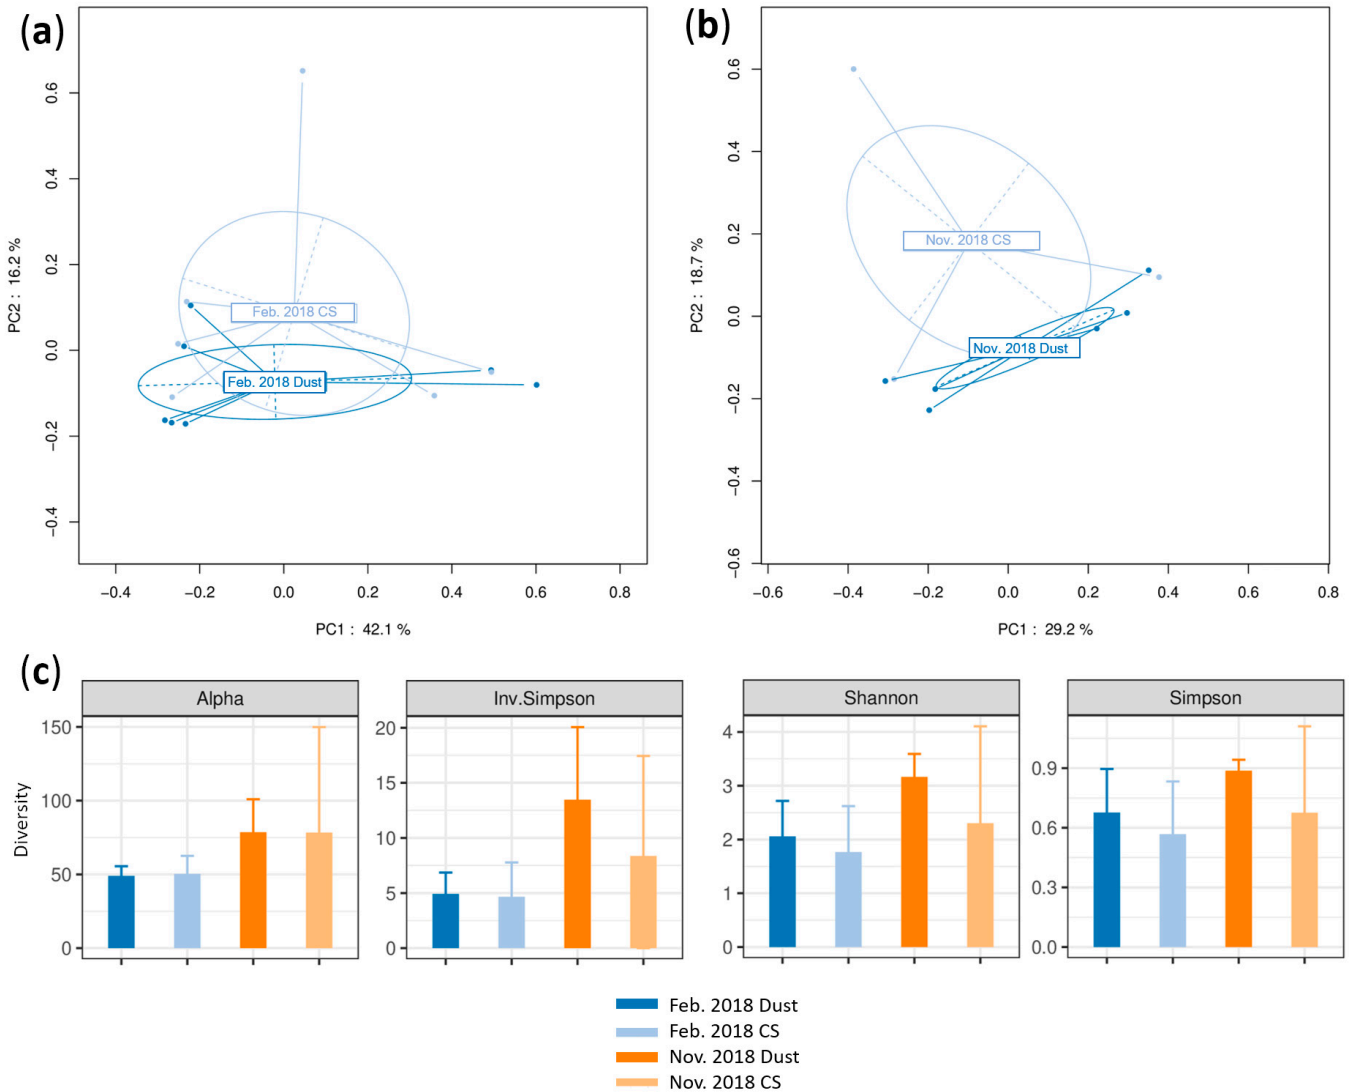 (a)
0.6
0.4
0.2
0.0
−0.2
−0.4
PC2 : 16.2 %
Feb. 2018 CS
Feb. 2018 Dust
−0.4 −0.2 0.0 0.2 0.4 0.6 0.8
PC1 : 42.1 %
(b)
0.6
0.4
0.2
0.0
−0.2
−0.4
−0.6
PC2 : 18.7 %
Nov. 2018 CS
Nov. 2018 Dust
−0.6 −0.4 −0.2 0.0 0.2 0.4 0.6 0.8
PC1 : 29.2 %
(c)
Diversity
Alpha
150
100
50
0
Inv.Simpson
20
15
10
5
0
Shannon
4
3
2
1
0
Simpson
0.9
0.6
0.3
0.0
Feb. 2018 Dust
Feb. 2018 CS
Nov. 2018 Dust
Nov. 2018 CS